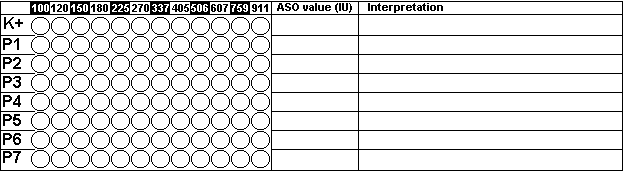 100 120 150 180 225 270 337 405 506 607 759 911 ASO value (IU) Interpretation
K+
P1
P2
P3
P4
P5
P6
P7